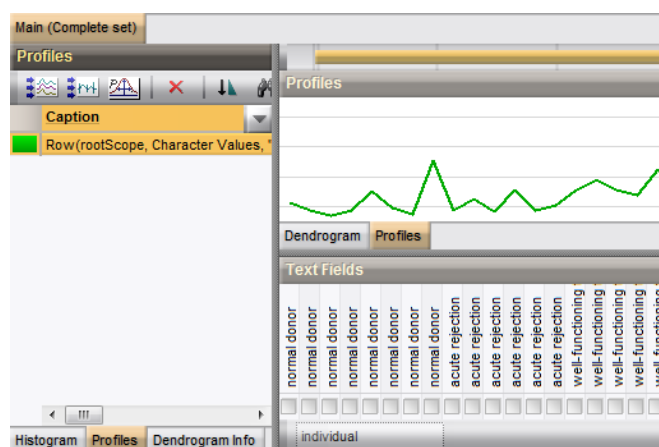 Main (Complete set)
Profiles
Caption
Row(rootScope, Character Values, "
Histogram
Profiles
Dendrogram Info
Profiles
Dendrogram
Profiles
Text Fields
normal donor
normal donor
normal donor
normal donor
normal donor
normal donor
normal donor
normal donor
acute rejection
acute rejection
acute rejection
acute rejection
acute rejection
acute rejection
well-functioning
well-functioning
well-functioning
well-functioning
well-functioning
individual